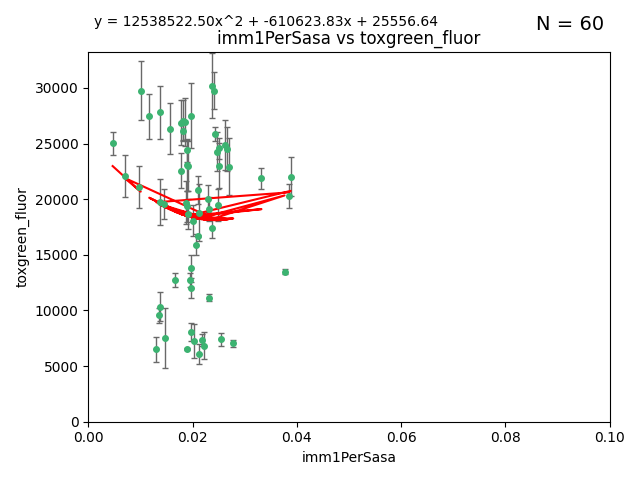 y = 12538522.50x^2 + -610623.83x + 25556.64
N = 60
imm1PerSasa vs toxgreen_fluor
toxgreen_fluor
30000
25000
20000
15000
10000
5000
0
0.00 0.02 0.04 0.06 0.08 0.10
imm1PerSasa